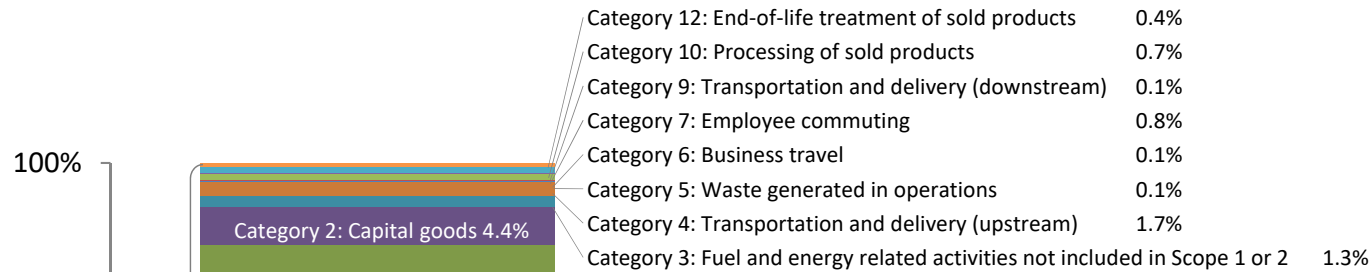 Category 12: End-of-life treatment of sold products 0.4%
Category 10: Processing of sold products 0.7%
Category 9: Transportation and delivery (downstream) 0.1%
Category 7: Employee commuting 0.8%
100%
Category 6: Business travel 0.1%
Category 5: Waste generated in operations 0.1%
Category 4: Transportation and delivery (upstream) 1.7%
Category 2: Capital goods 4.4%
Category 3: Fuel and energy related activities not included in Scope 1 or 2 1.3%